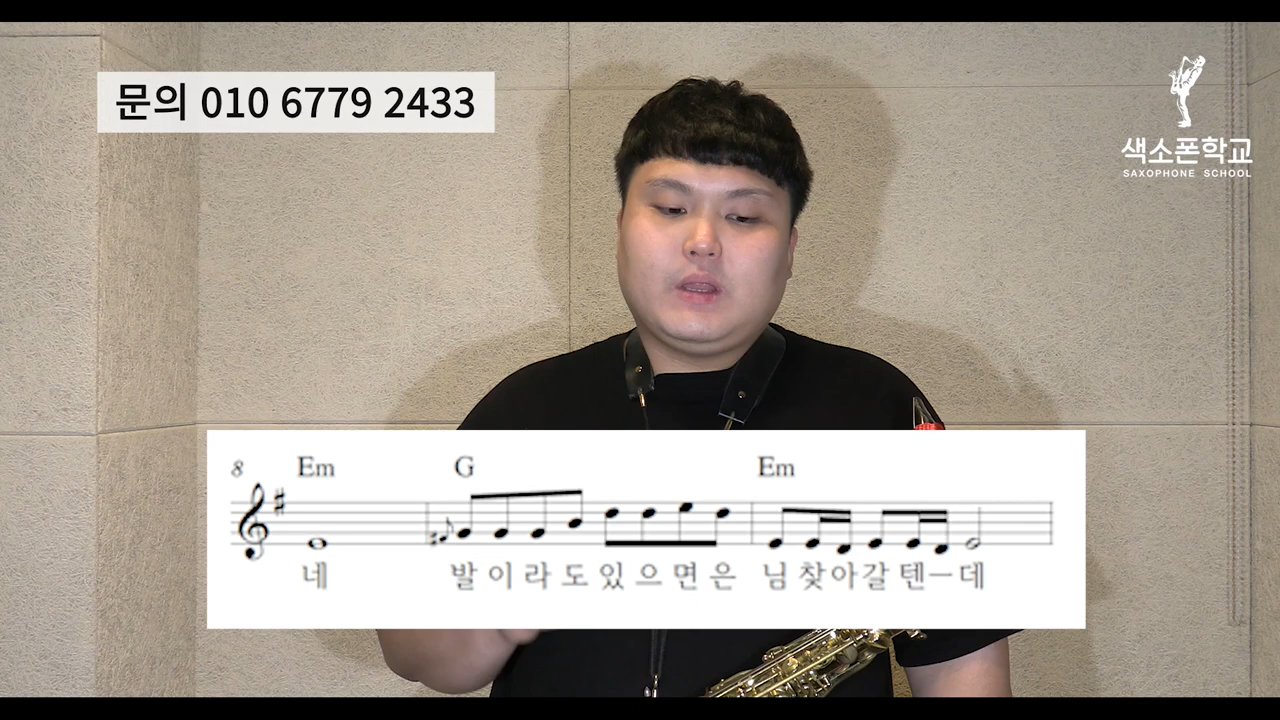 문의 010 6779 2433
색소폰학교
SAXOPHONE SCHOOL
8 Em G Em
네 발이라도있으면은 님찾아갈텐ー데